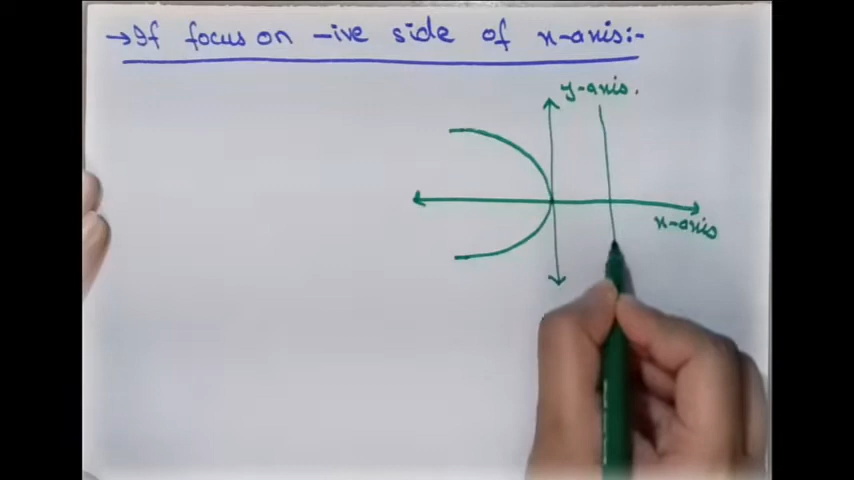 →If focus on -ive side of x-axis:-
y-axis.
x-axis